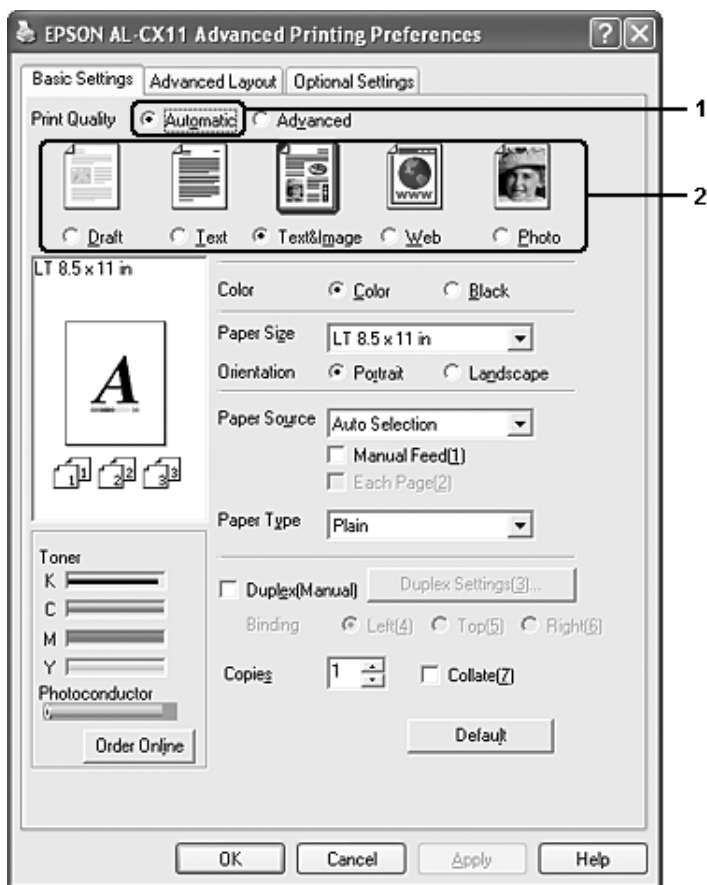 EPSON AL-CX11 Advanced Printing Preferences
Basic Settings Advanced Layout Optional Settings
Print Quality Automatic Advanced
1
WWW
2
Draft Text Text&Image Web Photo
LT 8.5 x 11 in
Color Color Black
Paper Size LT 8.5 x 11 in
A
Orientation Portrait Landscape
Paper Source Auto Selection
Manual Feed(1)
1 1 2 2 3 3
Each Page(2)
Paper Type Plain
Toner
K
Duplex(Manual) Duplex Settings(3)...
C
Binding Left(4) Top(5) Right(6)
M
Y
Copies 1 Collate(7)
Photoconductor
Order Online
Default
OK Cancel Apply Help